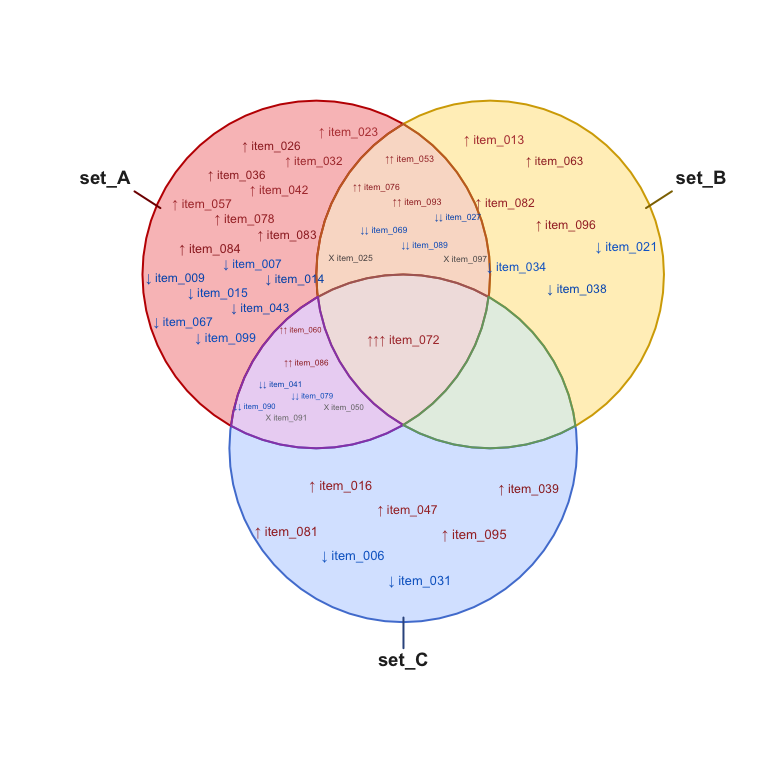 ↑ item_023
↑ item_013
↑ item_026
↑↑ item_053
↑ item_032
↑ item_063
set_A
↑ item_036
set_B
↑↑ item_076
↑ item_042
↑ item_057
↑↑ item_093
↑ item_082
↑ item_078
↓↓ item_027
↑ item_096
↓↓ item_069
↑ item_083
↓↓ item_089
↓ item_021
↑ item_084
X item_025
X item_097
↓ item_007
↓ item_034
↓ item_009
↓ item_014
↓ item_038
↓ item_015
↓ item_043
↓ item_067
↑↑ item_060
↓ item_099
↑↑↑ item_072
↑↑ item_086
↓↓ item_041
↓↓ item_079
↓↓ item_090
X item_050
X item_091
↑ item_016
↑ item_039
↑ item_047
↑ item_081
↑ item_095
↓ item_006
↓ item_031
set_C